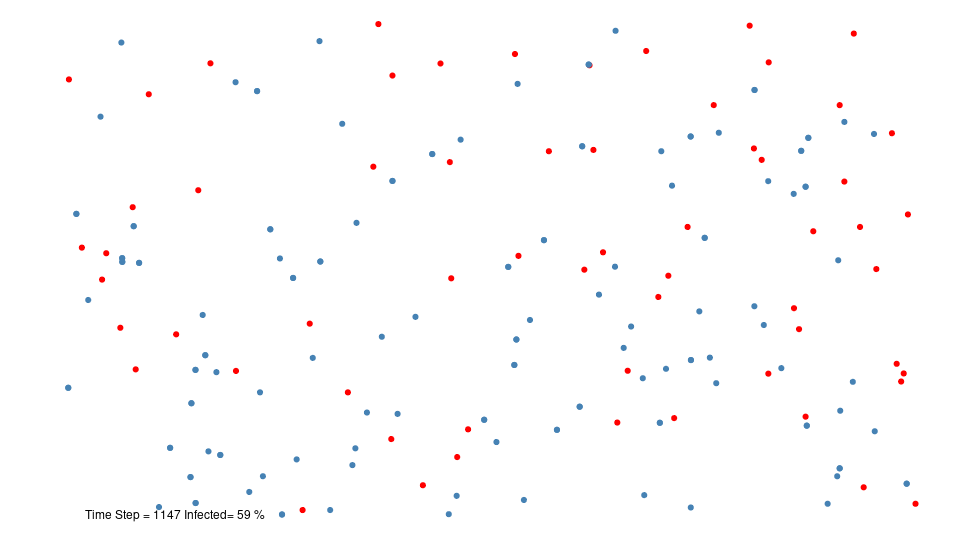 Time Step = 1147 Infected= 59 %